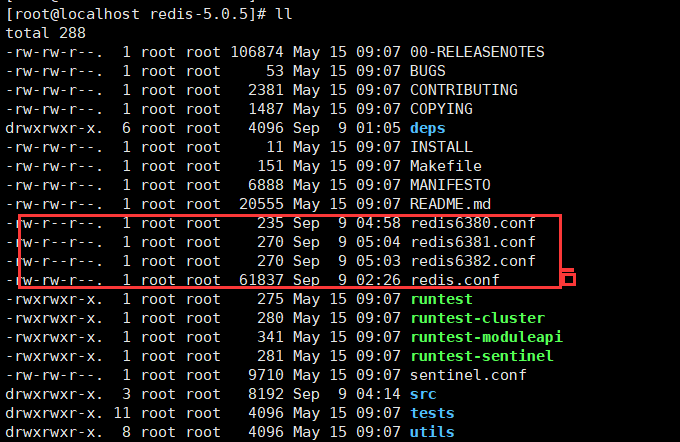 [root@localhost redis-5.0.5]# ll
total 288
-rw-rw-r--.  1 root root 106874 May 15 09:07 00-RELEASENOTES
-rw-rw-r--.  1 root root     53 May 15 09:07 BUGS
-rw-rw-r--.  1 root root   2381 May 15 09:07 CONTRIBUTING
-rw-rw-r--.  1 root root   1487 May 15 09:07 COPYING
drwxrwxr-x.  6 root root   4096 Sep  9 01:05 deps
-rw-rw-r--.  1 root root     11 May 15 09:07 INSTALL
-rw-rw-r--.  1 root root    151 May 15 09:07 Makefile
-rw-rw-r--.  1 root root   6888 May 15 09:07 MANIFESTO
-rw-rw-r--.  1 root root  20555 May 15 09:07 README.md
-rw-r--r--.  1 root root    235 Sep  9 04:58 redis6380.conf
-rw-r--r--.  1 root root    270 Sep  9 05:04 redis6381.conf
-rw-r--r--.  1 root root    270 Sep  9 05:03 redis6382.conf
-rw-rw-r--.  1 root root  61837 Sep  9 02:26 redis.conf
-rwxrwxr-x.  1 root root    275 May 15 09:07 runtest
-rwxrwxr-x.  1 root root    280 May 15 09:07 runtest-cluster
-rwxrwxr-x.  1 root root    341 May 15 09:07 runtest-moduleapi
-rwxrwxr-x.  1 root root    281 May 15 09:07 runtest-sentinel
-rw-rw-r--.  1 root root   9710 May 15 09:07 sentinel.conf
drwxrwxr-x.  3 root root   8192 Sep  9 04:14 src
drwxrwxr-x. 11 root root   4096 May 15 09:07 tests
drwxrwxr-x.  8 root root   4096 May 15 09:07 utils